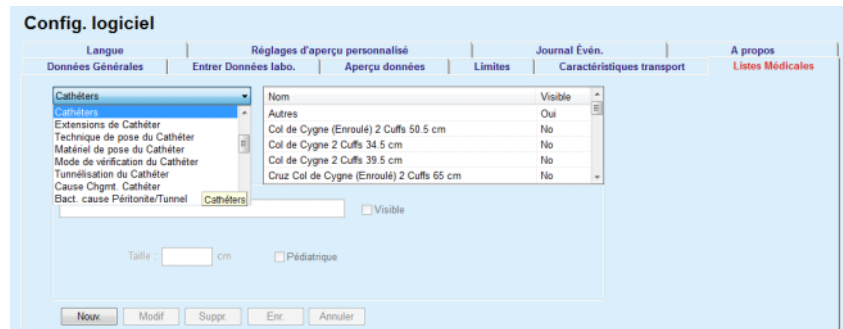 Config. logiciel
Langue Réglages d'aperçu personnalisé Journal Évén. A propos
Données Générales Entrer Données labo. Aperçu données Limites Caractéristiques transport Listes Médicales
Cathéters Nom Visible
Cathéters Autres Oui
Extensions de Cathéter Col de Cygne (Enroulé) 2 Cuffs 50.5 cm No
Technique de pose du Cathéter Col de Cygne 2 Cuffs 34.5 cm No
Matériel de pose du Cathéter
Mode de vérification du Cathéter Col de Cygne 2 Cuffs 39.5 cm No
Tunnélisation du Cathéter Cruz Col de Cygne (Enroulé) 2 Cuffs 65 cm No
Cause Chgmt. Cathéter
Bact. cause Péritonite/Tunnel Cathéters
Visible
Taille : cm Pédiatrique
Nouv. Modif Suppr. Enr. Annuler